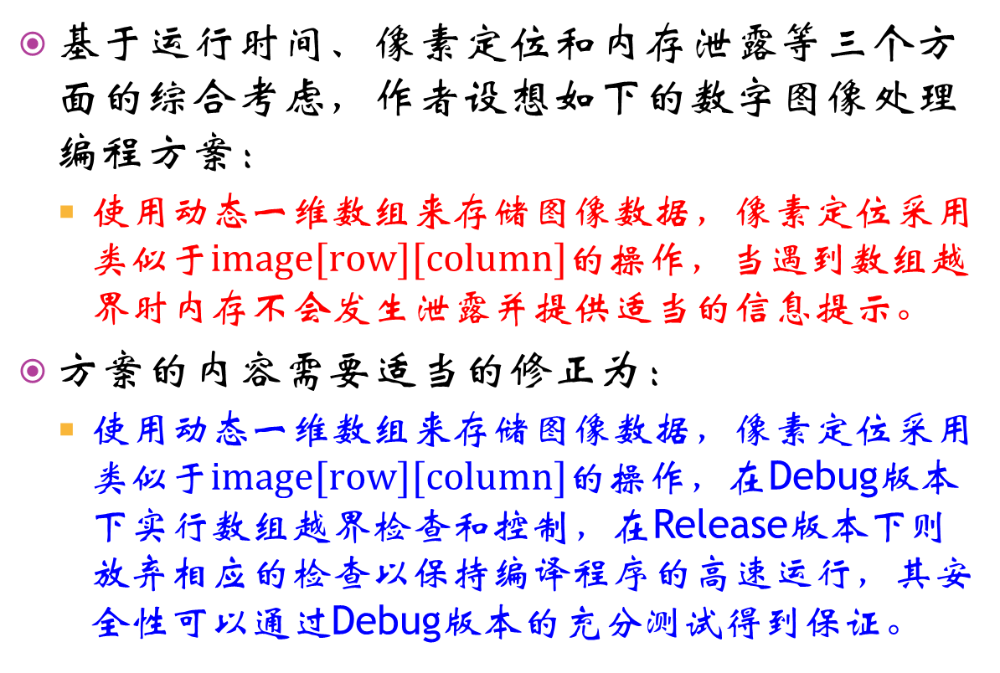 基于运行时间、像素定位和内存泄露等三个方
面的综合考虑，作者设想如下的数字图像处理
编程方案：
使用动态一维数组来存储图像数据，像素定位采用
类似于image[row][column]的操作，当遇到数组越
界时内存不会发生泄露并提供适当的信息提示。
方案的内容需要适当的修正为：
使用动态一维数组来存储图像数据，像素定位采用
类似于image[row][column]的操作，在Debug版本
下实行数组越界检查和控制，在Release版本下则
放弃相应的检查以保持编译程序的高速运行，其安
全性可以通过Debug版本的充分测试得到保证。